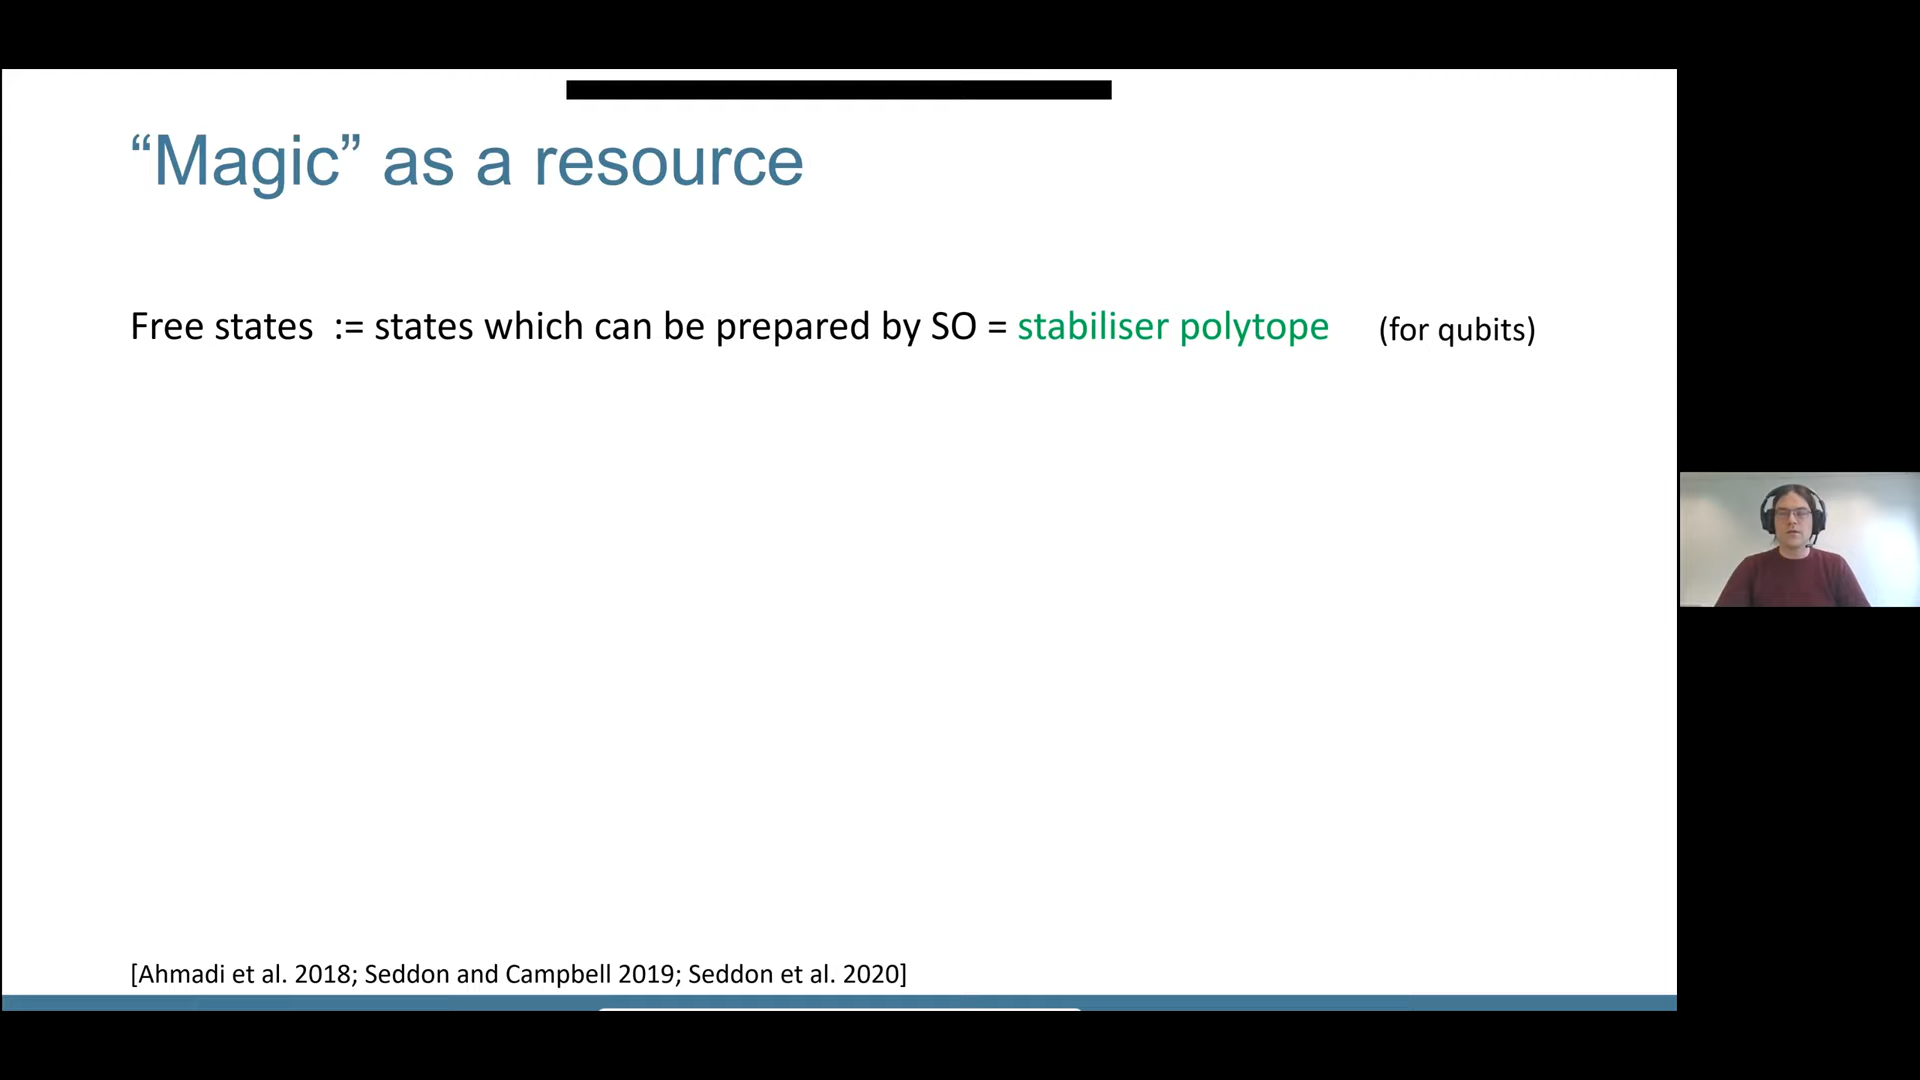 “Magic” as a resource
Free states := states which can be prepared by SO = stabiliser polytope (for qubits)
[Ahmadi et al. 2018; Seddon and Campbell 2019; Seddon et al. 2020]